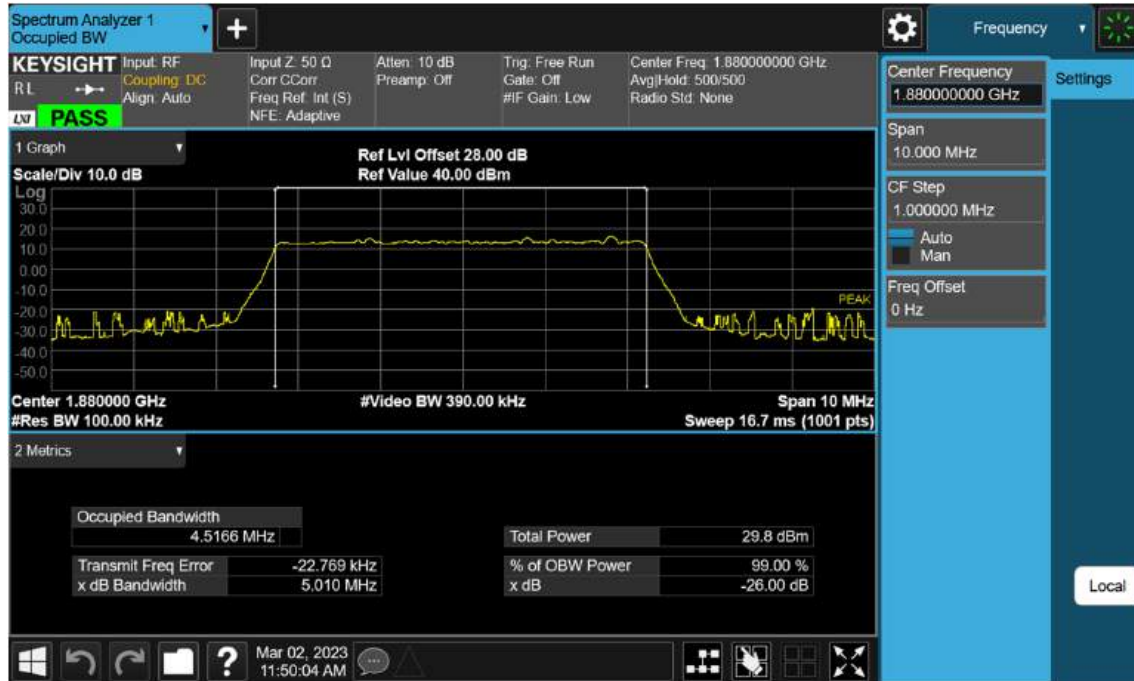 Spectrum Analyzer 1
Occupied BW
Frequency
KEYSIGHT
R L
LXI
PASS
Input: RF
Coupling: DC
Align: Auto
Input Z: 50 Ω
Corr CCorr
Freq Ref: Int (S)
NFE: Adaptive
Atten: 10 dB
Preamp: Off
Trig: Free Run
Gate: Off
#IF Gain: Low
Center Freq: 1.880000000 GHz
Avg|Hold: 500/500
Radio Std: None
Center Frequency
1.880000000 GHz
Settings
Span
10.000 MHz
CF Step
1.000000 MHz
Auto
Man
Freq Offset
0 Hz
Local
1 Graph
Scale/Div 10.0 dB
Ref Lvl Offset 28.00 dB
Ref Value 40.00 dBm
Log
30.0
20.0
10.0
0.00
-10.0
-20.0
-30.0
-40.0
-50.0
PEAK
Center 1.880000 GHz
#Video BW 390.00 kHz
Span 10 MHz
#Res BW 100.00 kHz
Sweep 16.7 ms (1001 pts)
2 Metrics
Occupied Bandwidth
4.5166 MHz
Total Power 29.8 dBm
Transmit Freq Error -22.769 kHz
% of OBW Power 99.00 %
x dB Bandwidth 5.010 MHz
x dB -26.00 dB
?
Mar 02, 2023
11:50:04 AM